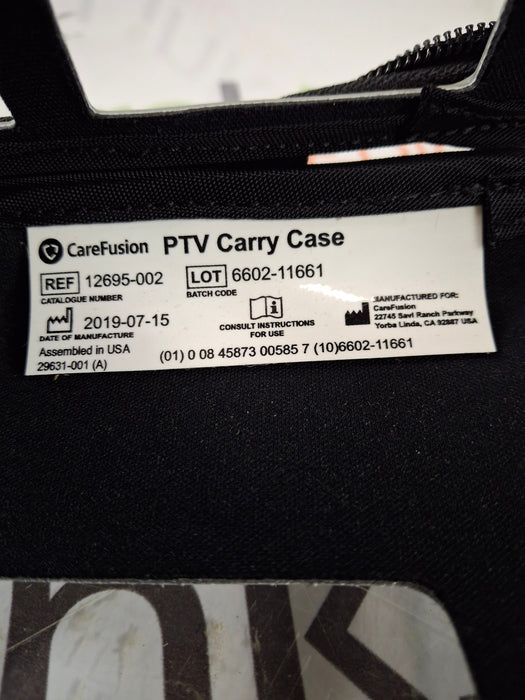 CareFusion PTV Carry Case
REF 12695-002 LOT 6602-11661
CATALOGUE NUMBER BATCH CODE
2019-07-15
DATE OF MANUFACTURE
CONSULT INSTRUCTIONS
FOR USE
MANUFACTURED FOR:
CareFusion
22745 Savi Ranch Parkway
Yorba Linda, CA 92887 USA
Assembled in USA
29631-001 (A)
(01) 0 08 45873 00585 7 (10)6602-11661
nk